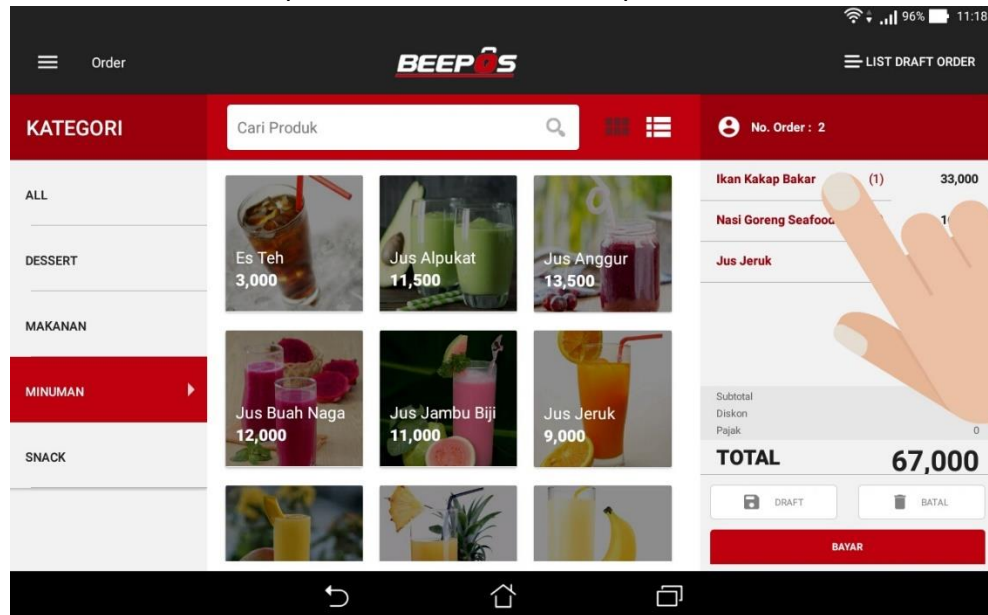 96% 11:18
Order
BEEPOS
LIST DRAFT ORDER
KATEGORI
Cari Produk
No. Order : 2
ALL
DESSERT
MAKANAN
MINUMAN
SNACK
Es Teh
3,000
Jus Alpukat
11,500
Jus Anggur
13,500
Jus Buah Naga
12,000
Jus Jambu Biji
11,000
Jus Jeruk
9,000
Ikan Kakap Bakar (1) 33,000
Nasi Goreng Seafood
Jus Jeruk
Subtotal
Diskon
Pajak 0
TOTAL 67,000
DRAFT
BATAL
BAYAR